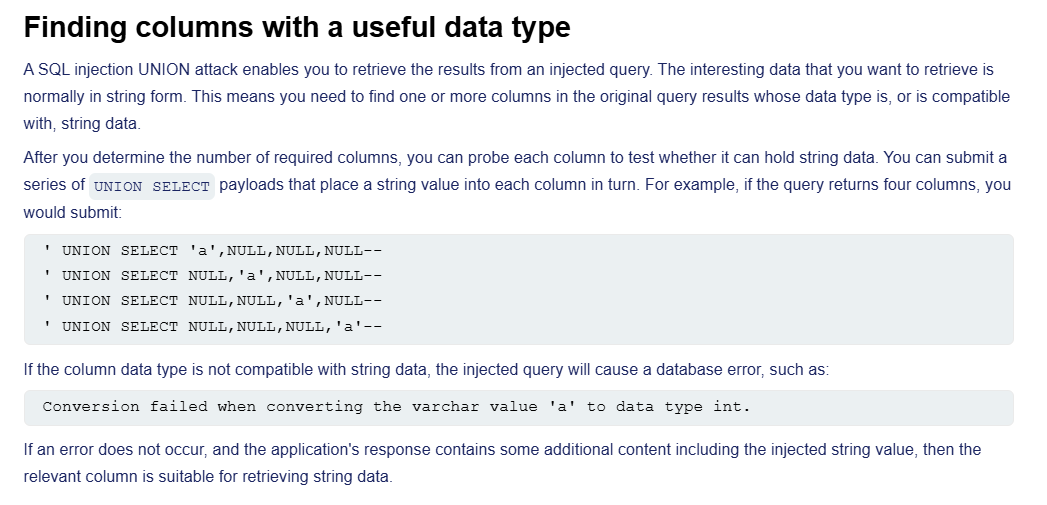 Finding columns with a useful data type
A SQL injection UNION attack enables you to retrieve the results from an injected query. The interesting data that you want to retrieve is
normally in string form. This means you need to find one or more columns in the original query results whose data type is, or is compatible
with, string data.
After you determine the number of required columns, you can probe each column to test whether it can hold string data. You can submit a
series of UNION SELECT payloads that place a string value into each column in turn. For example, if the query returns four columns, you
would submit:
' UNION SELECT 'a',NULL,NULL,NULL--
' UNION SELECT NULL,'a',NULL,NULL--
' UNION SELECT NULL,NULL,'a',NULL--
' UNION SELECT NULL,NULL,NULL,'a'--
If the column data type is not compatible with string data, the injected query will cause a database error, such as:
Conversion failed when converting the varchar value 'a' to data type int.
If an error does not occur, and the application's response contains some additional content including the injected string value, then the
relevant column is suitable for retrieving string data.